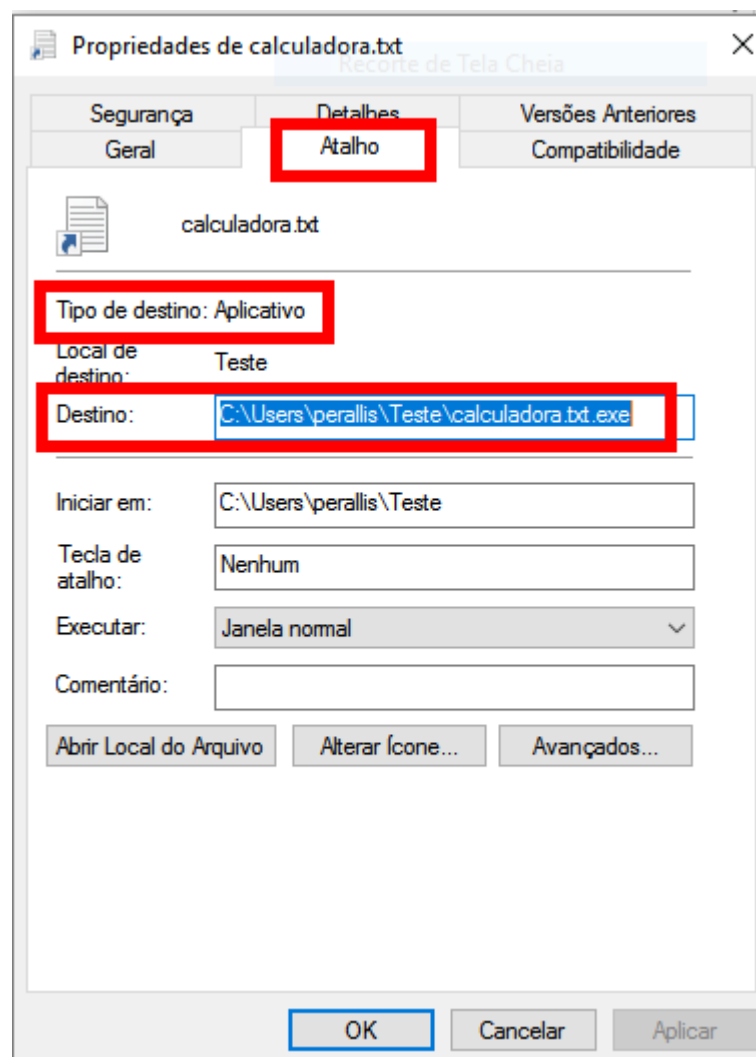 Propriedades de calculadora.txt
Recorte de Tela Cheia
Segurança Detalhes Versões Anteriores
Geral Atalho Compatibilidade
calculadora.txt
Tipo de destino: Aplicativo
Local de destino: Teste
Destino: C:\Users\perallis\Teste\calculadora.txt.exe
Iniciar em: C:\Users\perallis\Teste
Tecla de atalho: Nenhum
Executar: Janela normal
Comentário:
Abrir Local do Arquivo Alterar Ícone... Avançados...
OK Cancelar Aplicar